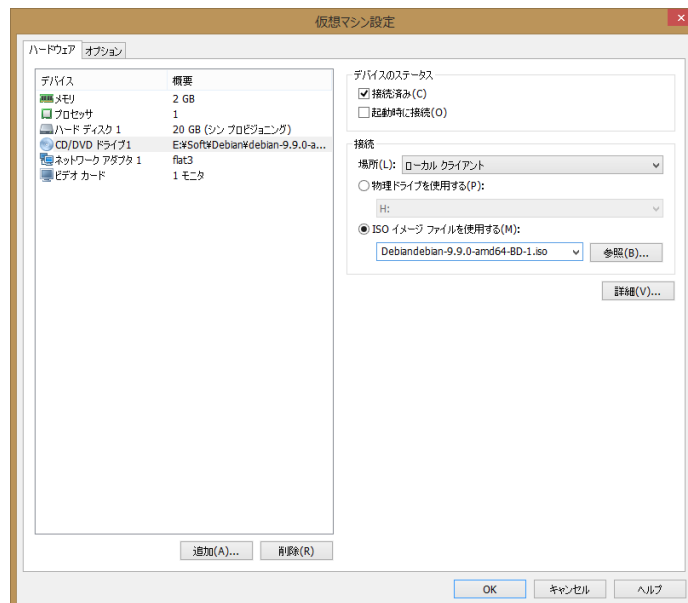 仮想マシン設定
ハードウェア オプション
デバイス 概要
メモリ 2 GB
プロセッサ 1
ハード ディスク 1 20 GB (シン プロビジョニング)
CD/DVD ドライブ1 E:¥Soft¥Debian¥debian-9.9.0-a...
ネットワーク アダプタ 1 flat3
ビデオ カード 1 モニタ
追加(A)... 削除(R)
デバイスのステータス
接続済み(C)
起動時に接続(O)
接続
場所(L): ローカル クライアント
物理ドライブを使用する(P):
H:
ISO イメージ ファイルを使用する(M):
Debiandebian-9.9.0-amd64-BD-1.iso 参照(B)...
詳細(V)...
OK キャンセル ヘルプ